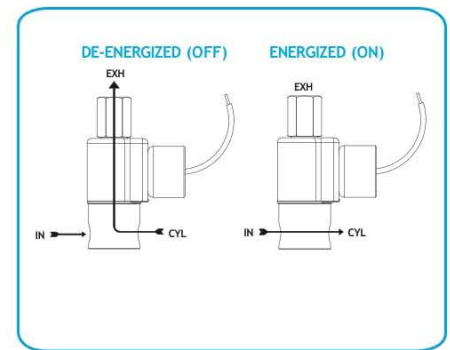 DE-ENERGIZED (OFF)
EXH
IN
CYL
ENERGIZED (ON)
EXH
IN
CYL